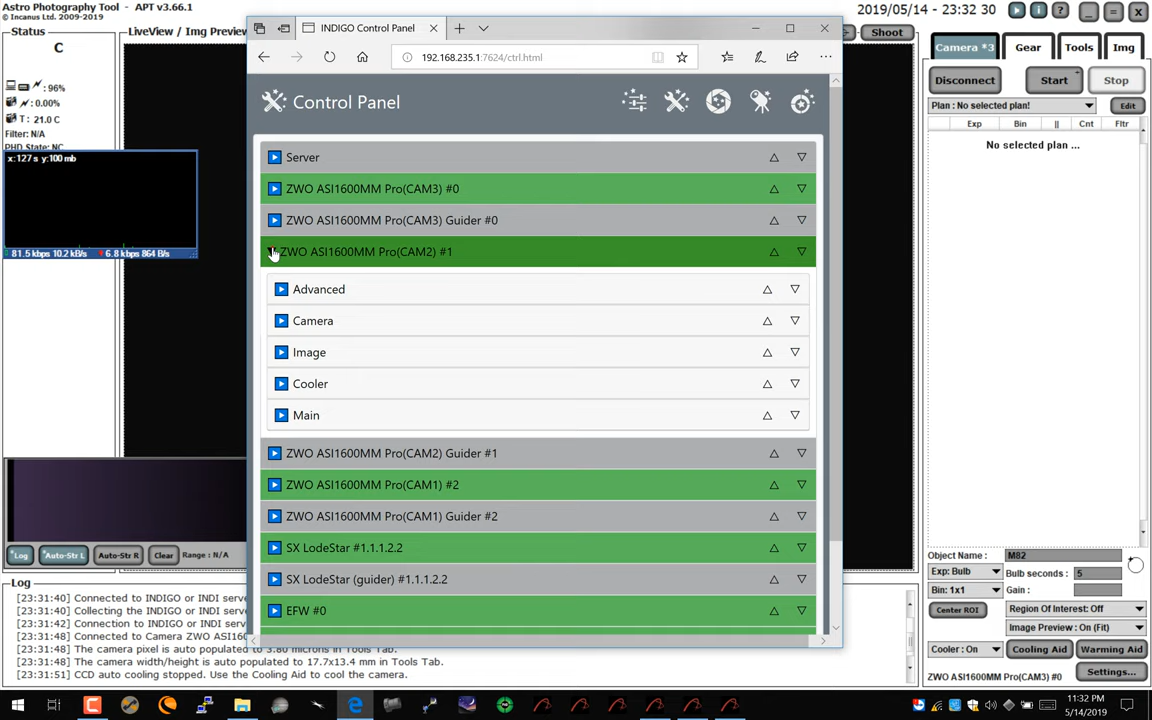 Astro Photography Tool - APT v3.66.1
© Incanus Ltd. 2009-2019
2019/05/14 - 23:32 30
Status
C
: 96%
: 0.00%
T : 21.0 C
Filter: N/A
PHD State: NC
x:127 s y:100 mb
81.5 kbps 10.2 kB/s
6.8 kbps 864 B/s
LiveView / Img Preview
Shoot
INDIGO Control Panel
192.168.235.1:7624/ctrl.html
Control Panel
Server
ZWO ASI1600MM Pro(CAM3) #0
ZWO ASI1600MM Pro(CAM3) Guider #0
ZWO ASI1600MM Pro(CAM2) #1
Advanced
Camera
Image
Cooler
Main
ZWO ASI1600MM Pro(CAM2) Guider #1
ZWO ASI1600MM Pro(CAM1) #2
ZWO ASI1600MM Pro(CAM1) Guider #2
SX LodeStar #1.1.1.2.2
SX LodeStar (guider) #1.1.1.2.2
EFW #0
Camera *3
Gear
Tools
Img
Disconnect
Start
Stop
Plan : No selected plan!
Edit
Exp Bin || Cnt Fltr
No selected plan ...
Object Name :
M82
Exp: Bulb
Bulb seconds :
5
Bin: 1x1
Gain :
Center ROI
Region Of Interest: Off
Image Preview : On (Fit)
Cooler : On
Cooling Aid
Warming Aid
ZWO ASI1600MM Pro(CAM3) #0
Settings...
*Log
*Auto-Str L
Auto-Str R
Clear
Range : N/A
Log
[23:31:40] Connected to INDIGO or INDI serve
[23:31:40] Collecting the INDIGO or INDI serv
[23:31:42] Connection to INDIGO or INDI serve
[23:31:48] Connected to Camera ZWO ASI16
[23:31:48] The camera pixel is auto populated to 3.80 microns in Tools Tab.
[23:31:48] The camera width/height is auto populated to 17.7x13.4 mm in Tools Tab.
[23:31:51] CCD auto cooling stopped. Use the Cooling Aid to cool the camera.
11:32 PM
5/14/2019